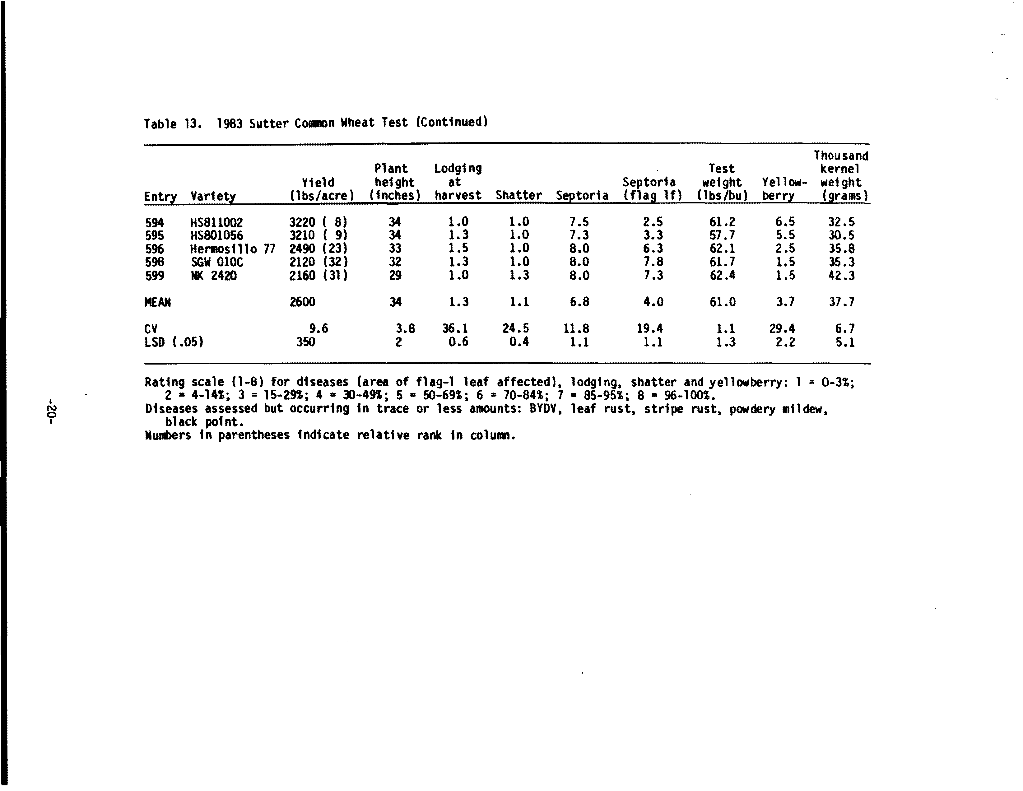 Table 13. 1983 Sutter Common Wheat Test (Continued)
Thousand
Plant Lodging Test kernel
Yield height at Septoria weight Yellow- weight
Entry Variety (lbs/acre) (inches) harvest Shatter Septoria (flag lf) (lbs/bu) berry (grams)
594 HS811002 3220 ( 8) 34 1.0 1.0 7.5 2.5 61.2 6.5 32.5
595 HS801056 3210 ( 9) 34 1.3 1.0 7.3 3.3 57.7 5.5 30.5
596 Hermosillo 77 2490 (23) 33 1.5 1.0 8.0 6.3 62.1 2.5 35.8
598 SGW 010C 2120 (32) 32 1.3 1.0 8.0 7.8 61.7 1.5 35.3
599 NK 2420 2160 (31) 29 1.0 1.3 8.0 7.3 62.4 1.5 42.3
MEAN 2600 34 1.3 1.1 6.8 4.0 61.0 3.7 37.7
CV 9.6 3.8 36.1 24.5 11.8 19.4 1.1 29.4 6.7
LSD (.05) 350 2 0.6 0.4 1.1 1.1 1.3 2.2 5.1
Rating scale (1-8) for diseases (area of flag-1 leaf affected), lodging, shatter and yellowberry: 1 = 0-3%;
2 = 4-14%; 3 = 15-29%; 4 = 30-49%; 5 = 50-69%; 6 = 70-84%; 7 = 85-95%; 8 = 96-100%.
Diseases assessed but occurring in trace or less amounts: BYDV, leaf rust, stripe rust, powdery mildew,
black point.
Numbers in parentheses indicate relative rank in column.
-20-